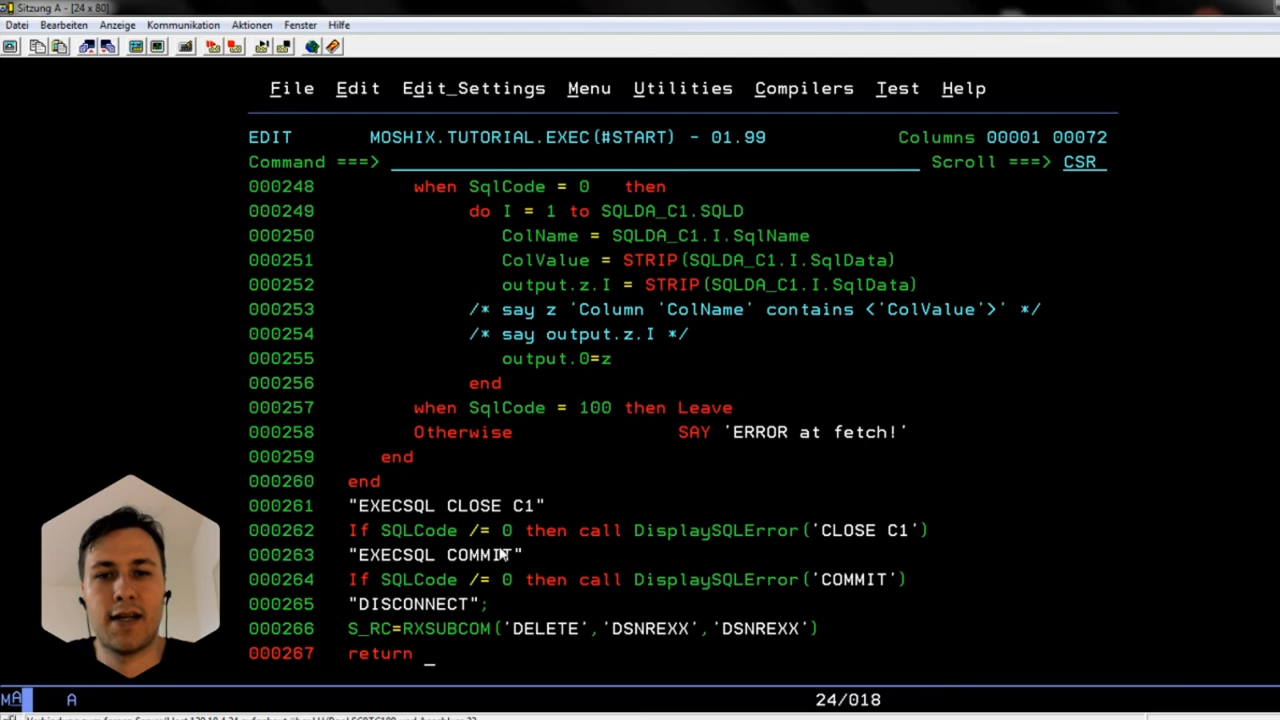 Sitzung A - [24 x 80]
Datei Bearbeiten Anzeige Kommunikation Aktionen Fenster Hilfe
File Edit Edit_Settings Menu Utilities Compilers Test Help
EDIT MOSHIX.TUTORIAL.EXEC(#START) - 01.99 Columns 00001 00072
Command ===> Scroll ===> CSR
000248 when SqlCode = 0 then
000249 do I = 1 to SQLDA_C1.SQLD
000250 ColName = SQLDA_C1.I.SqlName
000251 ColValue = STRIP(SQLDA_C1.I.SqlData)
000252 output.z.I = STRIP(SQLDA_C1.I.SqlData)
000253 /* say z 'Column 'ColName' contains <'ColValue'>' */
000254 /* say output.z.I */
000255 output.0=z
000256 end
000257 when SqlCode = 100 then Leave
000258 Otherwise SAY 'ERROR at fetch!'
000259 end
000260 end
000261 "EXECSQL CLOSE C1"
000262 If SQLCode /= 0 then call DisplaySQLError('CLOSE C1')
000263 "EXECSQL COMMIT"
000264 If SQLCode /= 0 then call DisplaySQLError('COMMIT')
000265 "DISCONNECT";
000266 S_RC=RXSUBCOM('DELETE','DSNREXX','DSNREXX')
000267 return _
MA A 24/018